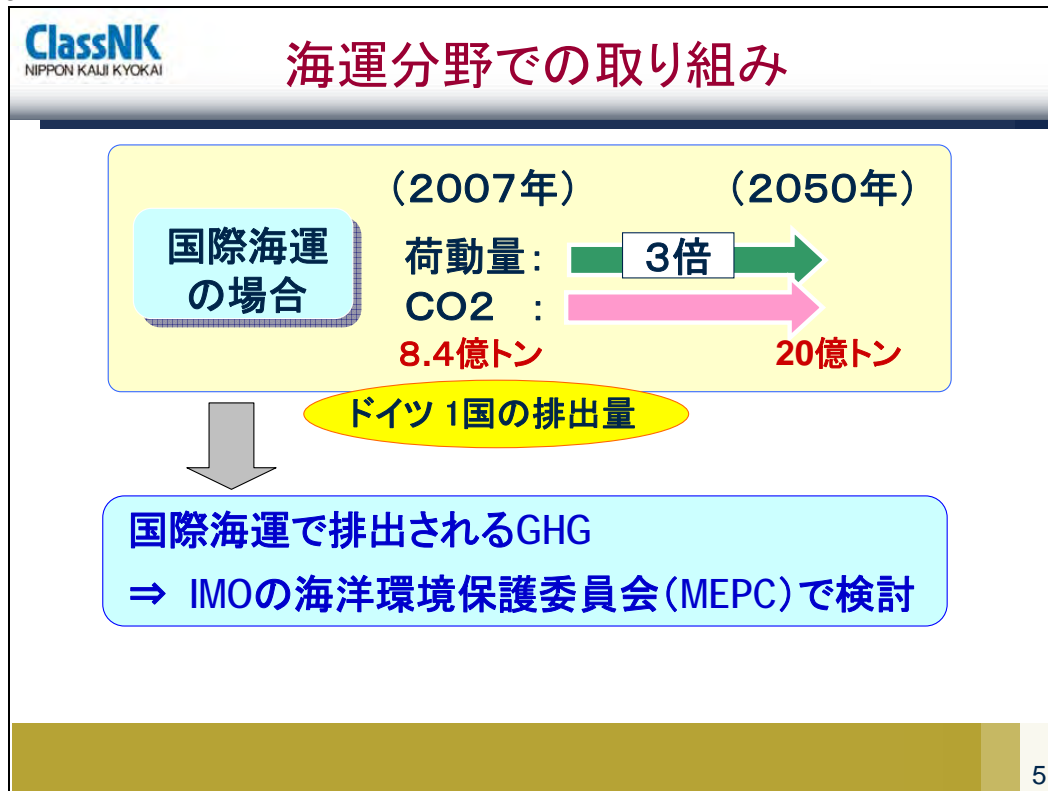 ClassNK
NIPPON KAIJI KYOKAI
海運分野での取り組み
（２００７年） （２０５０年）
国際海運
の場合
荷動量： ３倍
ＣＯ２ ：
８.４億トン 20億トン
ドイツ 1国の排出量
国際海運で排出されるGHG
⇒ IMOの海洋環境保護委員会（MEPC）で検討
5